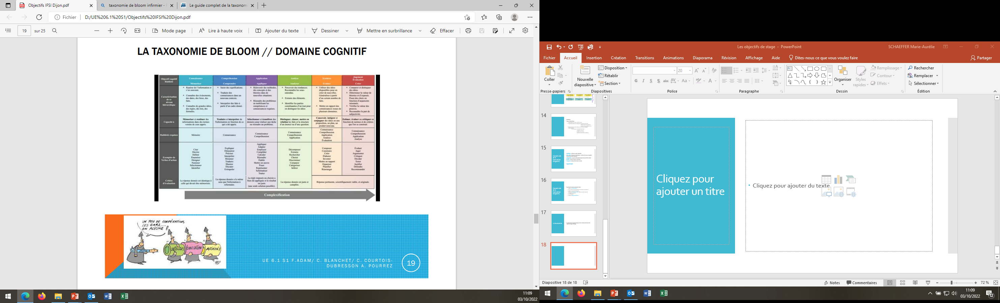 Objectifs IFSI Dijon.pdf
taxonomie de bloom infirmier -
Le guide complet de la taxonom
Fichier
D:/UE%206.1%20S1/Objectifs%20IFSI%20Dijon.pdf
19
sur 25
Mode page
Lire à haute voix
Ajouter du texte
Dessiner
Mettre en surbrillance
Effacer
LA TAXONOMIE DE BLOOM // DOMAINE COGNITIF
Objectif cognitif
Habileté
Connaissance
Mémoriser
Compréhension
Comprendre
Application
Appliquer
Analyse
Analyser
Synthèse
Évaluer
Jugement
Évaluation
Créer
Caractérisation
de ce
niveau
hiérarchique
Repérer de l'information et
s'en souvenir.
Connaître des événements,
des dates, des lieux, des
faits.
Connaître de grandes idées,
des règles, des lois, des
formules.
Saisir des significations.
Traduire des
connaissances dans un
nouveau contexte.
Interpréter des faits à
partir d'un cadre donné.
Réinvestir des méthodes,
des concepts et des
théories dans de
nouvelles situations.
Résoudre des problèmes
en mobilisant les
compétences et
connaissances requises.
Percevoir des tendances.
Reconnaître les sous-
entendus.
Extraire des éléments.
Identifier les parties
constituantes d'un tout pour
en distinguer les idées
Utiliser des idées
disponibles pour en
créer de nouvelles.
Généraliser à partir
d'un certain nombre de
faits.
Mettre en rapport des
connaissances issues de
plusieurs domaines.
Comparer et distinguer
des idées.
Déterminer la valeur de
théories et d'exposés.
Poser des choix en
fonction d'arguments
raisonnés.
Vérifier la valeur des
preuves.
Reconnaître la part de
subjectivité.
Capacité à
Mémoriser et restituer des
informations dans des termes
voisins de ceux appris.
Traduire et interpréter de
l'information en fonction de ce
qui a été appris.
Sélectionner et transférer des
données pour réaliser une tâche
ou résoudre un problème.
Distinguer, classer, mettre en
relation les faits et la structure
d'un énoncé ou d'une question.
Concevoir, intégrer et
conjuguer des idées en une
proposition, un plan, un
produit nouveau.
Estimer, évaluer ou critiquer en
fonction de normes et de critères
que l'on se construit.
Habiletés requises
Mémoire
Connaissance
Connaissance
Compréhension
Connaissance
Compréhension
Application
Connaissance
Compréhension
Application
Analyse
Évaluation
Connaissance
Compréhension
Application
Analyse
Exemples de
Verbes d'action
Citer
Décrire
Définir
Énumérer
Désigner
Nommer
Sélectionner
Identifier
Expliquer
Démontrer
Préciser
Interpréter
Résumer
Traduire
Illustrer
Discuter
Extrapoler
Appliquer
Adapter
Employer
Compléter
Calculer
Résoudre
Établir
Mettre en œuvre
Poser
Représenter
Schématiser
Traiter
Décomposer
Extraire
Rechercher
Choisir
Discriminer
Comparer
Catégoriser
Inférer
Composer
Construire
Créer
Élaborer
Inventer
Mettre en rapport
Organiser
Planifier
Réarranger
Évaluer
Juger
Argumenter
Critiquer
Décider
Tester
Justifier
Défendre
Recommander
Critère
d'évaluation
La réponse donnée est identique à
celle qui devait être mémorisée.
La réponse donnée a le même
sens que l'information à
reformuler.
La règle imposée ou choisie a
bien été appliquée et le résultat
est juste
(une seule solution possible).
La réponse donnée est juste et
complète.
Réponse pertinente, scientifiquement viable, et originale.
Complexification
UN PEU DE COOPÉRATION,
LES GARS....
ON ALIGNE !
OBJECTIFS
ÉVALUATION
ACTIVITÉS
UE 6.1 S1 F.ADAM/ C. BLANCHET/ C. COURTOIS-
DUBRESSON A. POURREZ
19
11:09
03/10/2022
Les objectifs de stage - PowerPoint
SCHAEFFER Marie-Aurélie
Fichier
Accueil
Insertion
Création
Transitions
Animations
Diaporama
Révision
Affichage
Aide
Dites-nous ce que vous voulez faire
Partager
Coller
Presse-papiers
Nouvelle
diapositive
Disposition
Rétablir
Section
Diapositives
20
G I S S abc AV Aa
Police
Paragraphe
Organiser
Styles
rapides
Remplissage
Contour
Effets
Dessin
Rechercher
Remplacer
Sélectionner
Édition
14
15
16
17
18
Cliquez pour
ajouter un titre
Cliquez pour ajouter du texte
Diapositive 18 de 18
Notes
Commentaires
72 %
11:09
03/10/2022
12